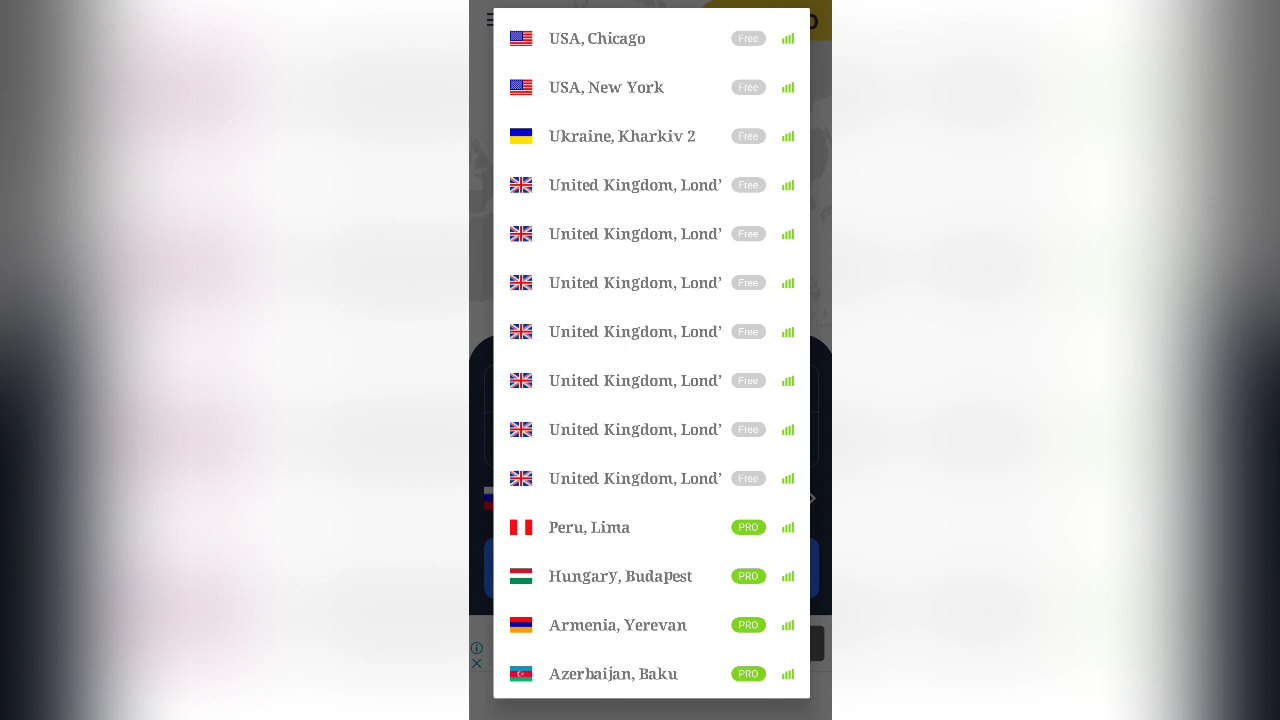 USA, Chicago Free
USA, New York Free
Ukraine, Kharkiv 2 Free
United Kingdom, Lond’ Free
United Kingdom, Lond’ Free
United Kingdom, Lond’ Free
United Kingdom, Lond’ Free
United Kingdom, Lond’ Free
United Kingdom, Lond’ Free
United Kingdom, Lond’ Free
Peru, Lima PRO
Hungary, Budapest PRO
Armenia, Yerevan PRO
Azerbaijan, Baku PRO